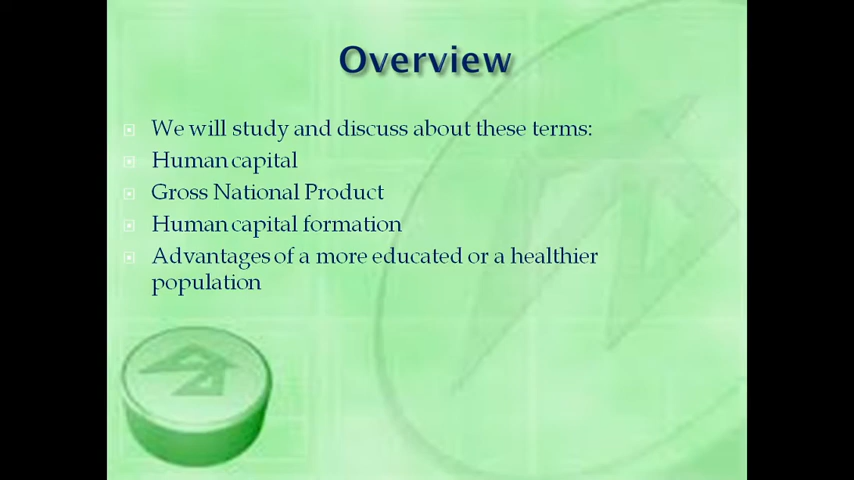 Overview
We will study and discuss about these terms:
Human capital
Gross National Product
Human capital formation
Advantages of a more educated or a healthier
population